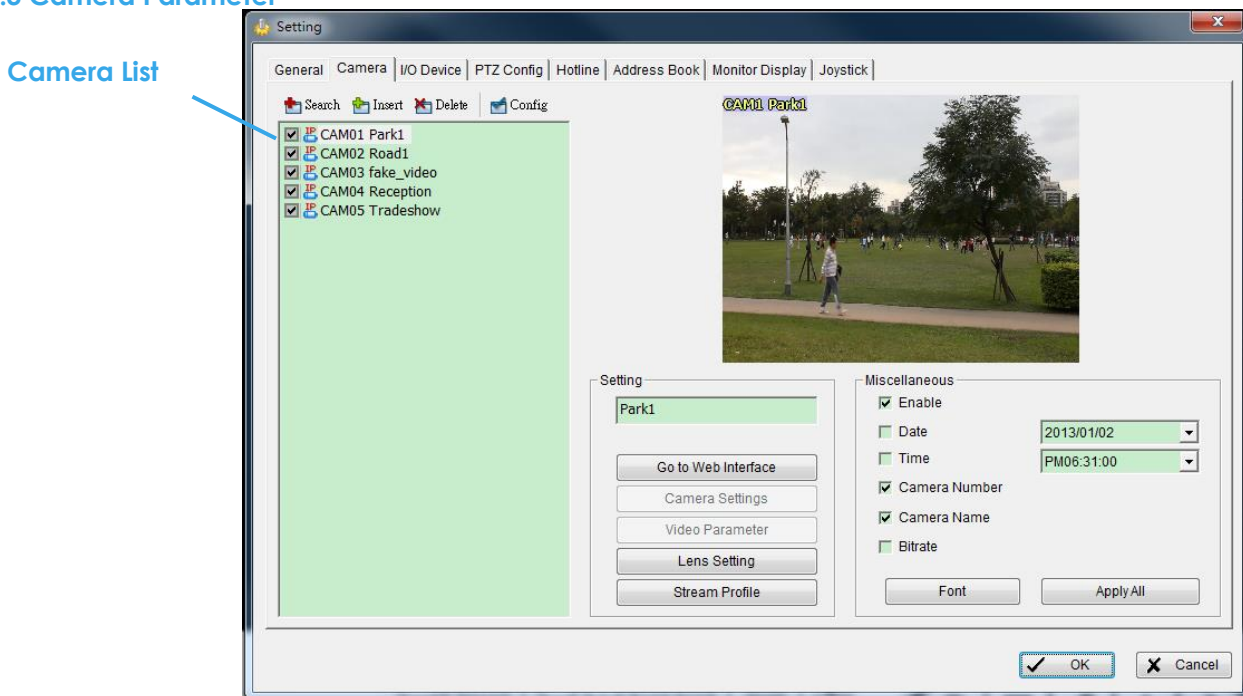 Camera Parameter
Setting
Camera List
General Camera I/O Device PTZ Config Hotline Address Book Monitor Display Joystick
Search Insert Delete Config
CAM01 Park1
CAM02 Road1
CAM03 fake_video
CAM04 Reception
CAM05 Tradeshow
CAM1 Park1
Setting
Park1
Go to Web Interface
Camera Settings
Video Parameter
Lens Setting
Stream Profile
Miscellaneous
Enable
Date 2013/01/02
Time PM06:31:00
Camera Number
Camera Name
Bitrate
Font Apply All
OK Cancel